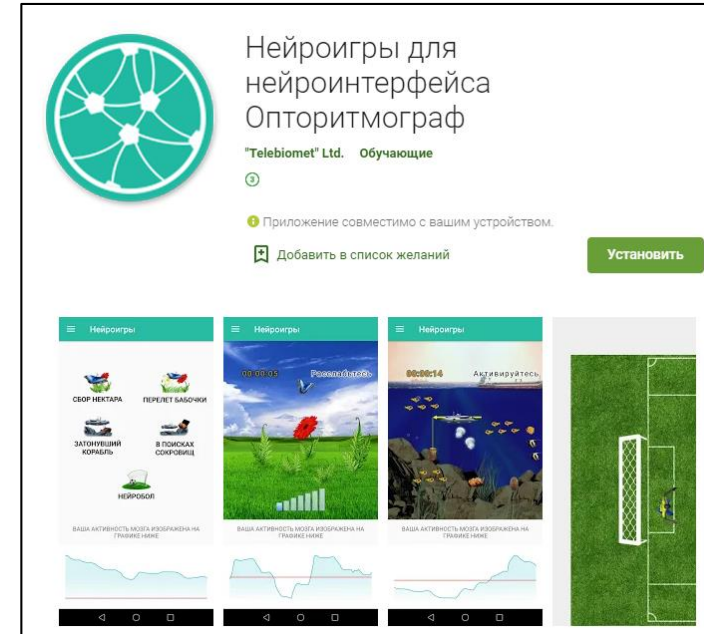 Нейроигры для
нейроинтерфейса
Опторитмограф
"Telebiomet" Ltd. Обучающие
3
Приложение совместимо с вашим устройством.
Добавить в список желаний
Установить
Нейроигры
СБОР НЕКТАРА
ПЕРЕЛЕТ БАБОЧКИ
ЗАТОНУВШИЙ
КОРАБЛЬ
В ПОИСКАХ
СОКРОВИЩ
НЕЙРОБОЛ
ВАША АКТИВНОСТЬ МОЗГА ИЗОБРАЖЕНА НА
ГРАФИКЕ НИЖЕ
Нейроигры
00:00:05 Расслабьтесь
ВАША АКТИВНОСТЬ МОЗГА ИЗОБРАЖЕНА НА
ГРАФИКЕ НИЖЕ
Нейроигры
00:00:14 Активируйтесь
ВАША АКТИВНОСТЬ МОЗГА ИЗОБРАЖЕНА НА
ГРАФИКЕ НИЖЕ